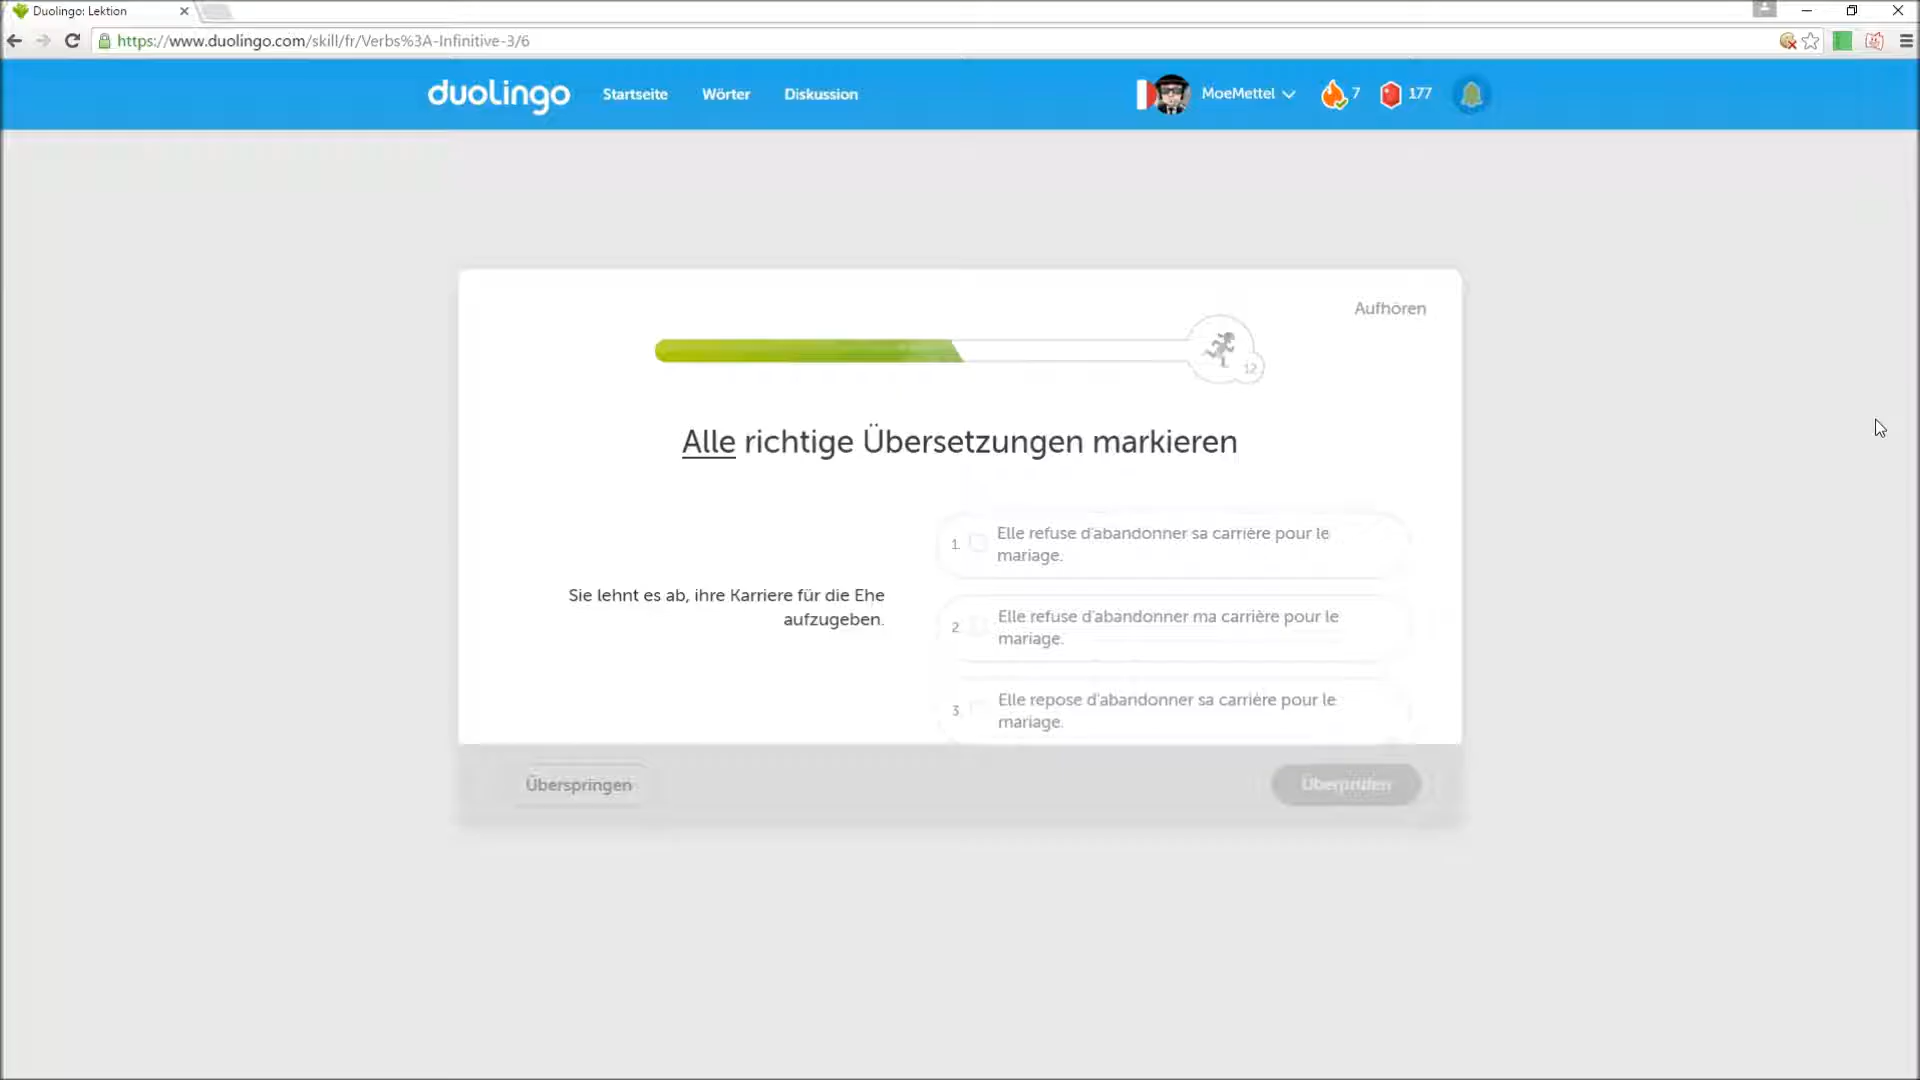 Duolingo: Lektion
https://www.duolingo.com/skill/fr/Verbs%3A-Infinitive-3/6
duolingo
Startseite
Wörter
Diskussion
MoeMettel
7
177
Aufhören
12
Alle richtige Übersetzungen markieren
Sie lehnt es ab, ihre Karriere für die Ehe
aufzugeben.
1. Elle refuse d'abandonner sa carrière pour le
mariage.
2. Elle refuse d'abandonner ma carrière pour le
mariage.
3. Elle repose d'abandonner sa carrière pour le
mariage.
Überspringen
Überprüfen